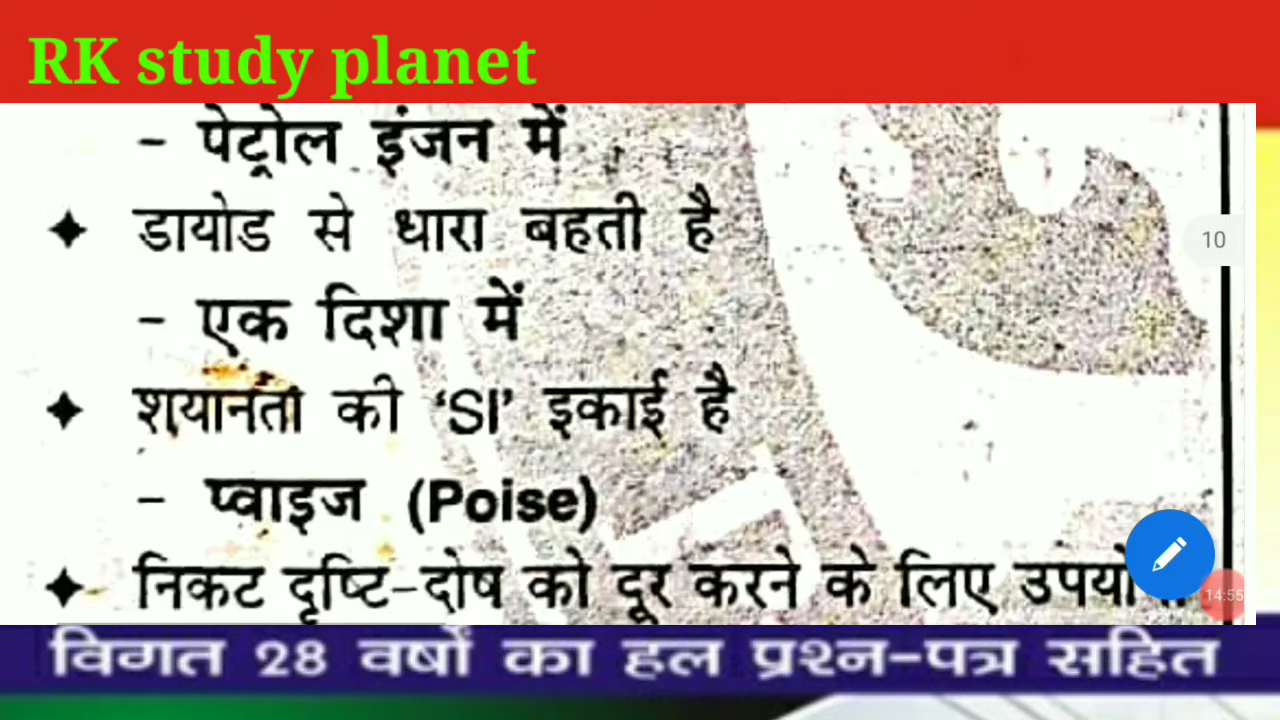 RK study planet
- पेट्रोल इंजन में
✦ डायोड से धारा बहती है
10
- एक दिशा में
✦ श्यानता की ‘SI’ इकाई है
- प्वाइज (Poise)
✦ निकट दृष्टि-दोष को दूर करने के लिए
14:55
विगत 28 वर्षों का हल प्रश्न-पत्र सहित